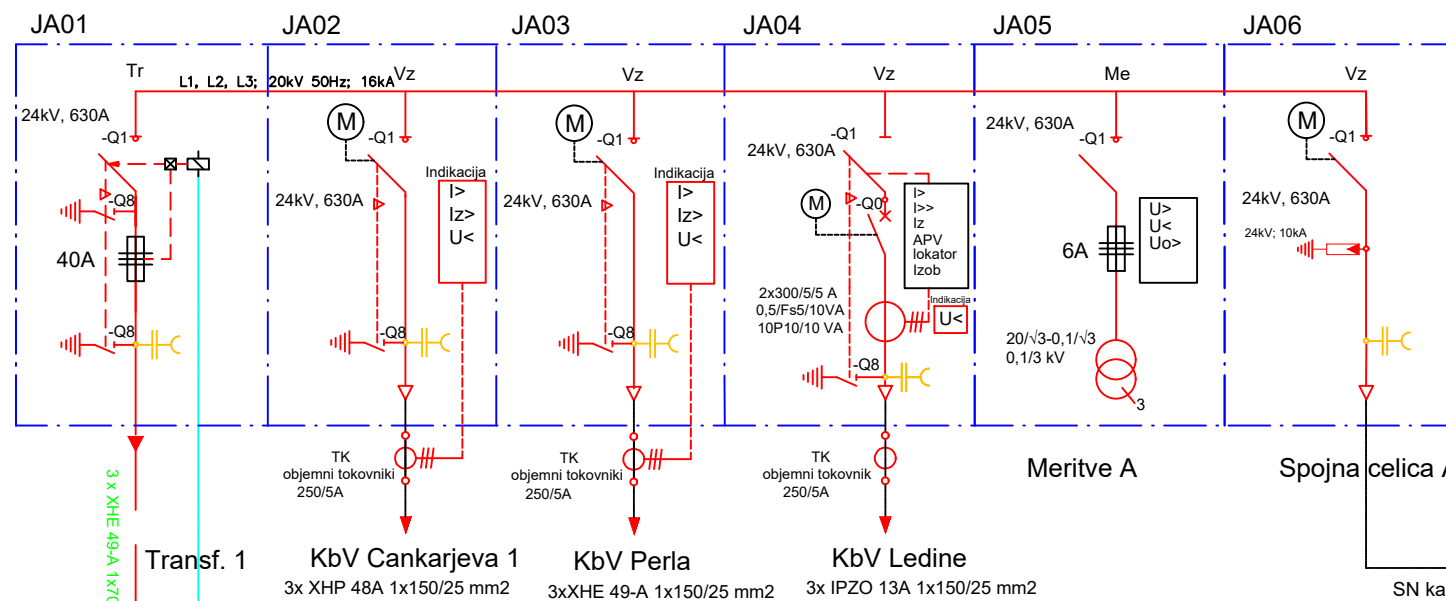 JA01
JA02
JA03
JA04
JA05
JA06
Tr
Vz
Vz
Vz
Me
Vz
L1, L2, L3; 20kV 50Hz; 16kA
24kV, 630A
-Q1
-Q8
40A
-Q8
3 x XHE 49-A 1x70
Transf. 1
M
-Q1
24kV, 630A
Indikacija
I>
Iz>
U<
-Q8
TK
objemni tokovniki
250/5A
KbV Cankarjeva 1
3x XHP 48A 1x150/25 mm2
M
-Q1
24kV, 630A
Indikacija
I>
Iz>
U<
-Q8
TK
objemni tokovniki
250/5A
KbV Perla
3xXHE 49-A 1x150/25 mm2
-Q1
24kV, 630A
M
-Q0
I>
I>>
Iz
APV
lokator
Izob
2x300/5/5 A
0,5/Fs5/10VA
10P10/10 VA
Indikacija
U<
-Q8
TK
objemni tokovnik
250/5A
KbV Ledine
3x IPZO 13A 1x150/25 mm2
24kV, 630A
-Q1
U>
U<
Uo>
6A
20/√3-0,1/√3
0,1/3 kV
3
Meritve A
M
-Q1
24kV, 630A
24kV; 10kA
Spojna celica A
SN ka